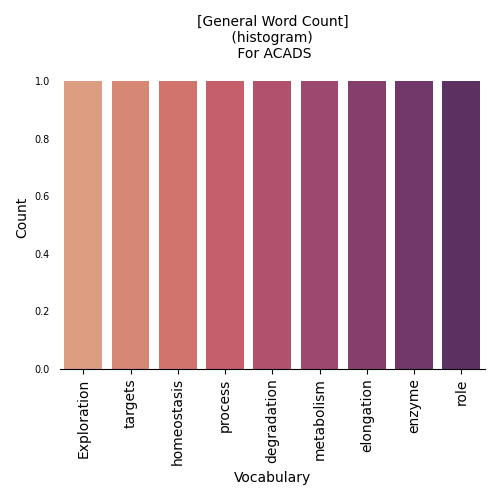 [General Word Count]
(histogram)
For ACADS
1.0
0.8
0.6
0.4
0.2
0.0
Count
Exploration
targets
homeostasis
process
degradation
metabolism
elongation
enzyme
role
Vocabulary